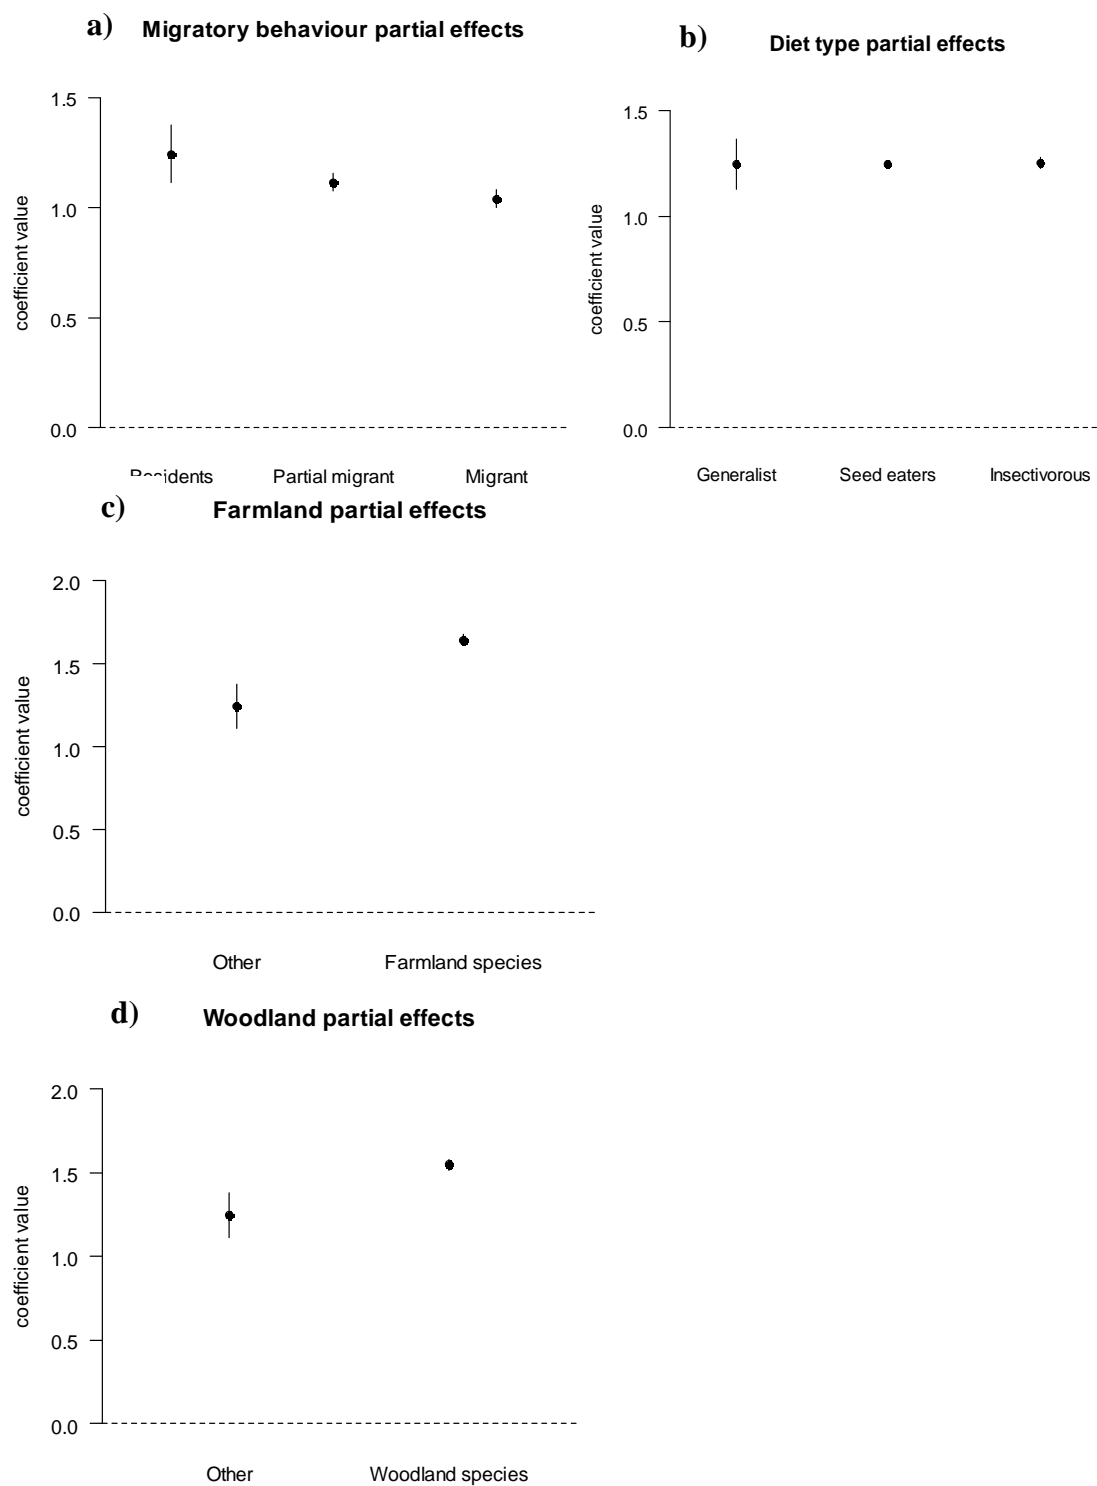 a) Migratory behaviour partial effects
1.5
1.0
0.5
0.0
coefficient value
Residents Partial migrant Migrant
b) Diet type partial effects
1.5
1.0
0.5
0.0
coefficient value
Generalist Seed eaters Insectivorous
c) Farmland partial effects
2.0
1.5
1.0
0.5
0.0
coefficient value
Other Farmland species
d) Woodland partial effects
2.0
1.5
1.0
0.5
0.0
coefficient value
Other Woodland species